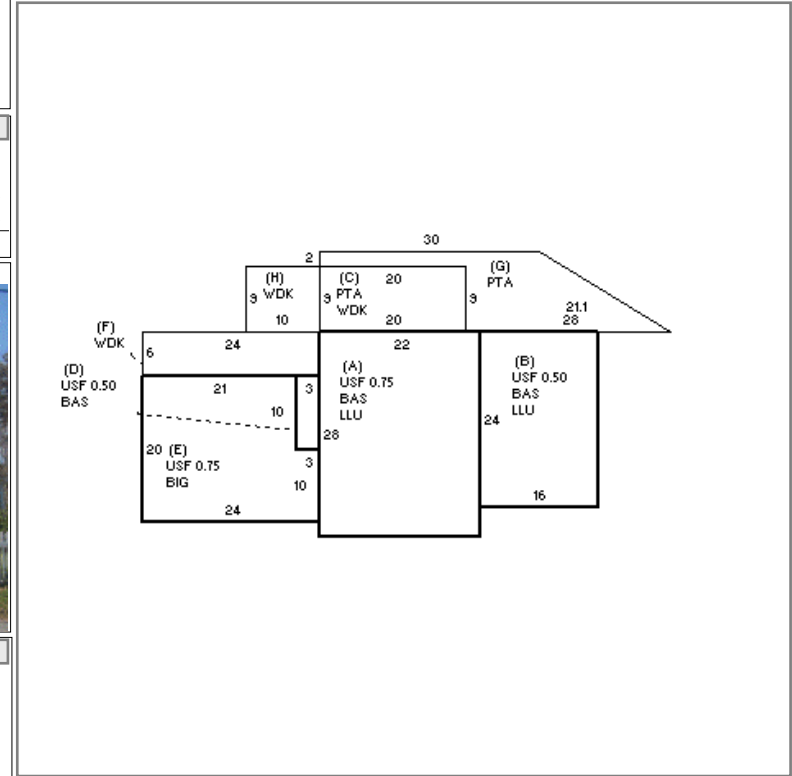 30
2
(H)
WDK
(C)
PTA
WDK
20
(G)
PTA
9
9
9
10
20
21.1
28
(F)
WDK
6
24
22
(D)
USF 0.50
BAS
21
3
(A)
USF 0.75
BAS
LLU
(B)
USF 0.50
BAS
LLU
10
24
28
20
(E)
USF 0.75
BIG
3
10
24
16